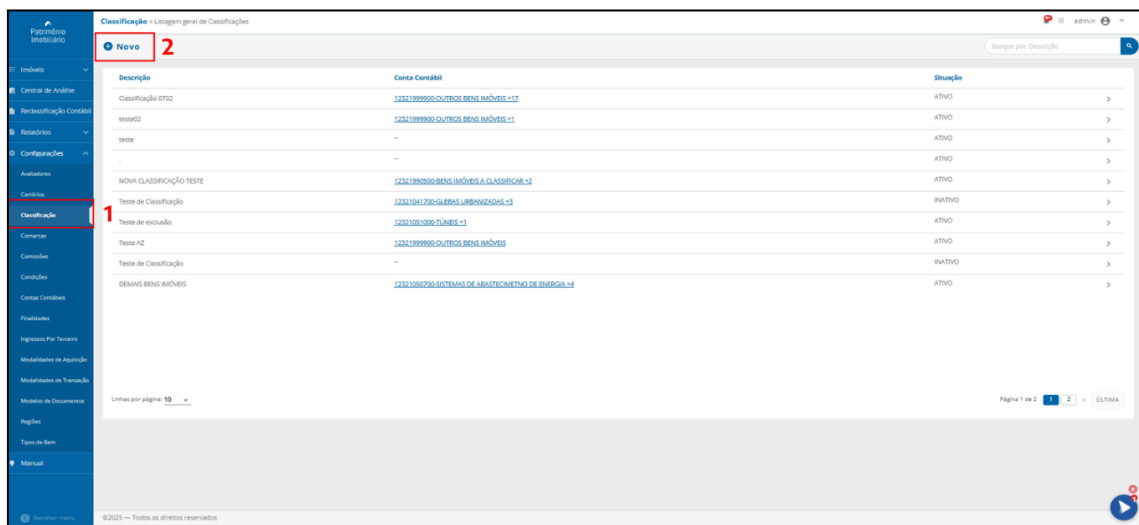 Patrimônio
Imobiliário
Classificação » Listagem geral de Classificações
admin
Novo
2
Busque por: Descrição
Imóveis
Central de Análise
Reclassificação Contábil
Relatórios
Configurações
Avaliadores
Cartórios
Classificação
1
Comarcas
Comissões
Condições
Contas Contábeis
Finalidades
Ingressos Por Terceiro
Modalidades de Aquisição
Modalidades de Transação
Modelos de Documentos
Regiões
Tipos de Bem
Manual
Recolher menu
Descrição Conta Contábil Situação
Classificação 0702 12321999900-OUTROS BENS IMÓVEIS +17 ATIVO
teste02 12321999900-OUTROS BENS IMÓVEIS +1 ATIVO
teste -- ATIVO
. -- ATIVO
NOVA CLASSIFICAÇÃO TESTE 12321990500-BENS IMÓVEIS A CLASSIFICAR +2 ATIVO
Teste de Classificação 12321041700-GLEBAS URBANIZADAS +3 INATIVO
Teste de exclusão 12321051000-TÚNEIS +1 ATIVO
Teste AZ 12321999900-OUTROS BENS IMÓVEIS ATIVO
Teste de Classificação -- INATIVO
DEMAIS BENS IMÓVEIS 12321050700-SISTEMAS DE ABASTECIMETNO DE ENERGIA +4 ATIVO
Linhas por página: 10 Página 1 de 2 1 2 › ÚLTIMA
©2025 — Todos os direitos reservados